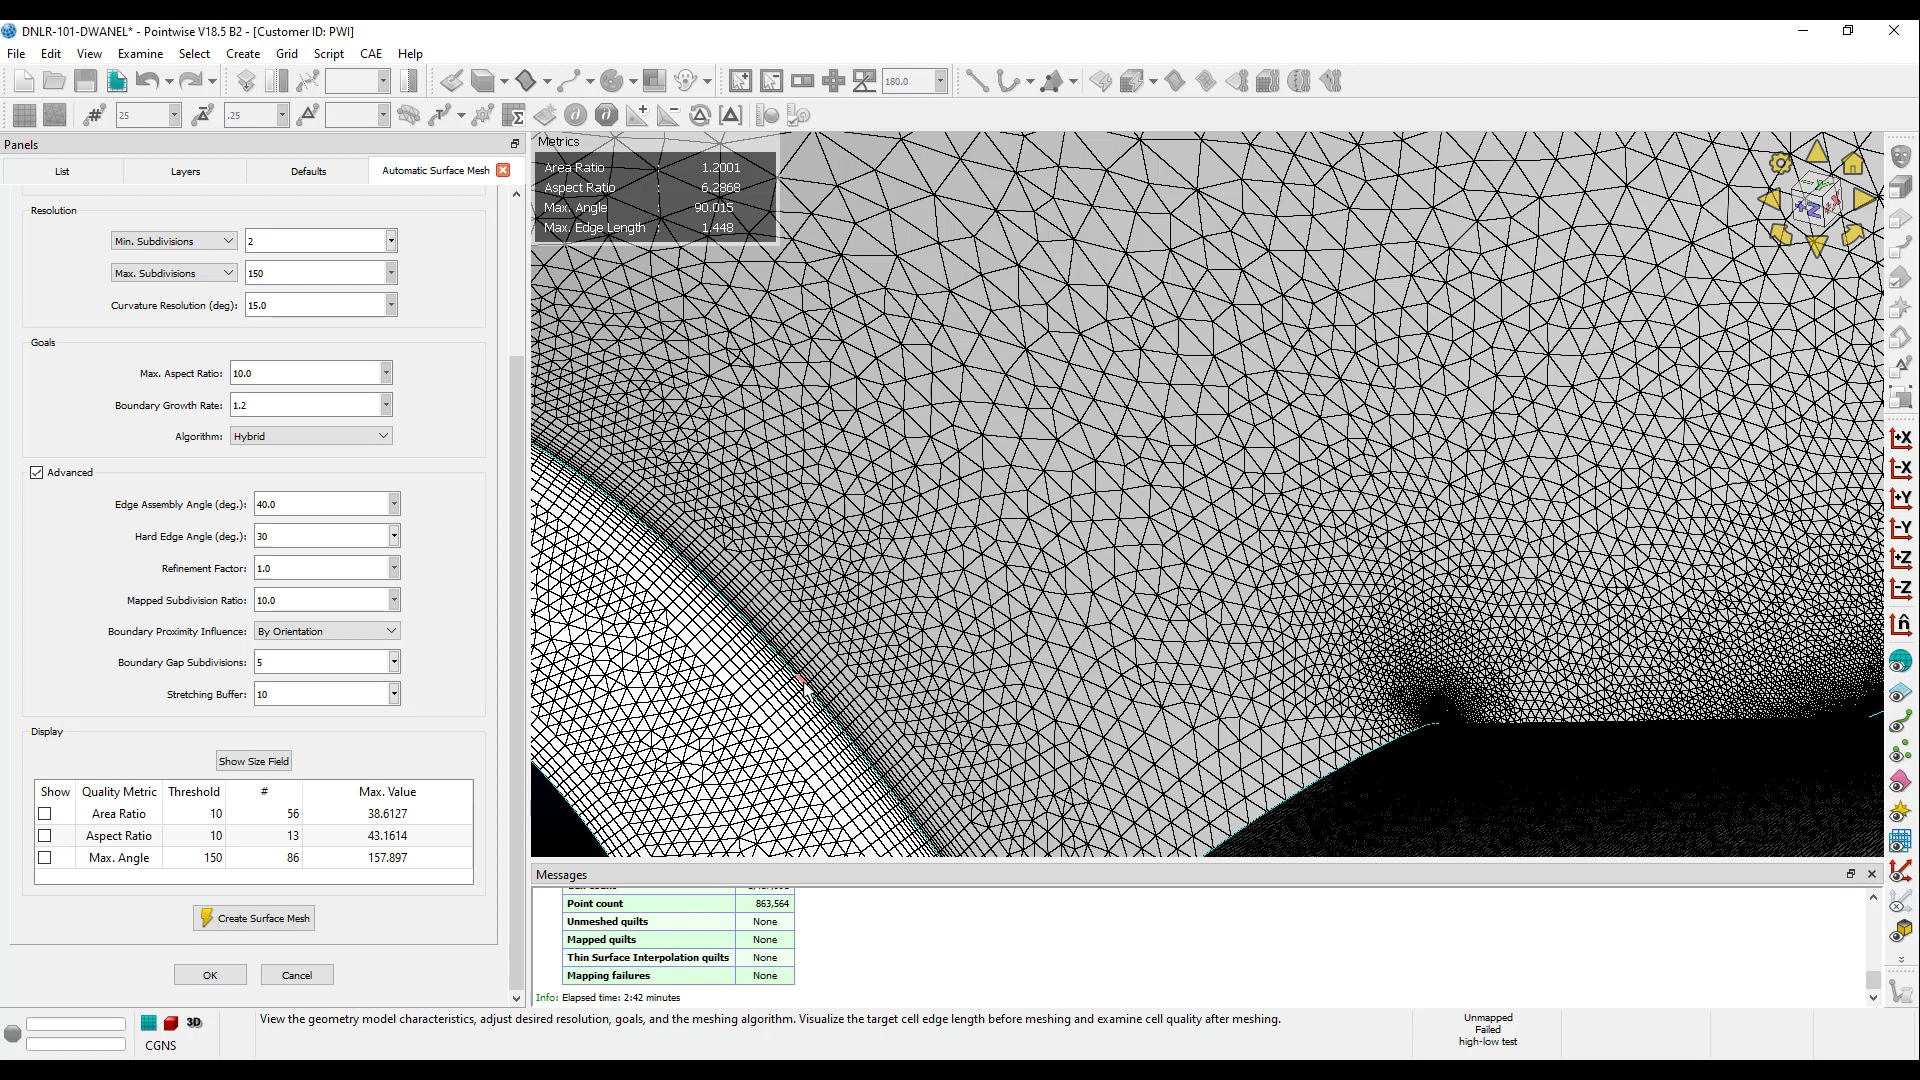 DNLR-101-DWANEL* - Pointwise V18.5 B2 - [Customer ID: PWI]
File Edit View Examine Select Create Grid Script CAE Help
180.0
25 .25
Panels
List Layers Defaults Automatic Surface Mesh
Resolution
Min. Subdivisions 2
Max. Subdivisions 150
Curvature Resolution (deg): 15.0
Goals
Max. Aspect Ratio: 10.0
Boundary Growth Rate: 1.2
Algorithm: Hybrid
Advanced
Edge Assembly Angle (deg.): 40.0
Hard Edge Angle (deg.): 30
Refinement Factor: 1.0
Mapped Subdivision Ratio: 10.0
Boundary Proximity Influence: By Orientation
Boundary Gap Subdivisions: 5
Stretching Buffer: 10
Display
Show Size Field
Show Quality Metric Threshold # Max. Value
Area Ratio 10 56 38.6127
Aspect Ratio 10 13 43.1614
Max. Angle 150 86 157.897
Create Surface Mesh
OK Cancel
Metrics
Area Ratio : 1.2001
Aspect Ratio : 6.2868
Max. Angle : 90.015
Max. Edge Length : 1.448
+Z
+X
-X
+Y
-Y
+Z
-Z
n̂
Messages
Point count 863,564
Unmeshed quilts None
Mapped quilts None
Thin Surface Interpolation quilts None
Mapping failures None
Info: Elapsed time: 2:42 minutes
3D
CGNS
View the geometry model characteristics, adjust desired resolution, goals, and the meshing algorithm. Visualize the target cell edge length before meshing and examine cell quality after meshing.
Unmapped
Failed
high-low test